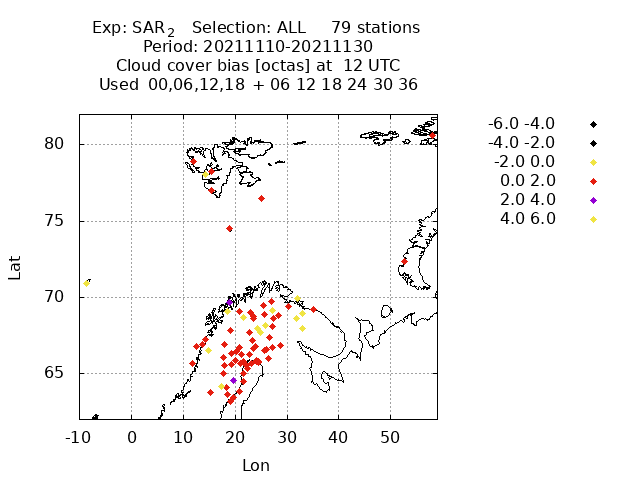 Exp: SAR2 Selection: ALL 79 stations
Period: 20211110-20211130
Cloud cover bias [octas] at 12 UTC
Used 00,06,12,18 + 06 12 18 24 30 36
-6.0 -4.0
-4.0 -2.0
-2.0 0.0
0.0 2.0
2.0 4.0
4.0 6.0
80
75
70
65
Lat
-10 0 10 20 30 40 50
Lon